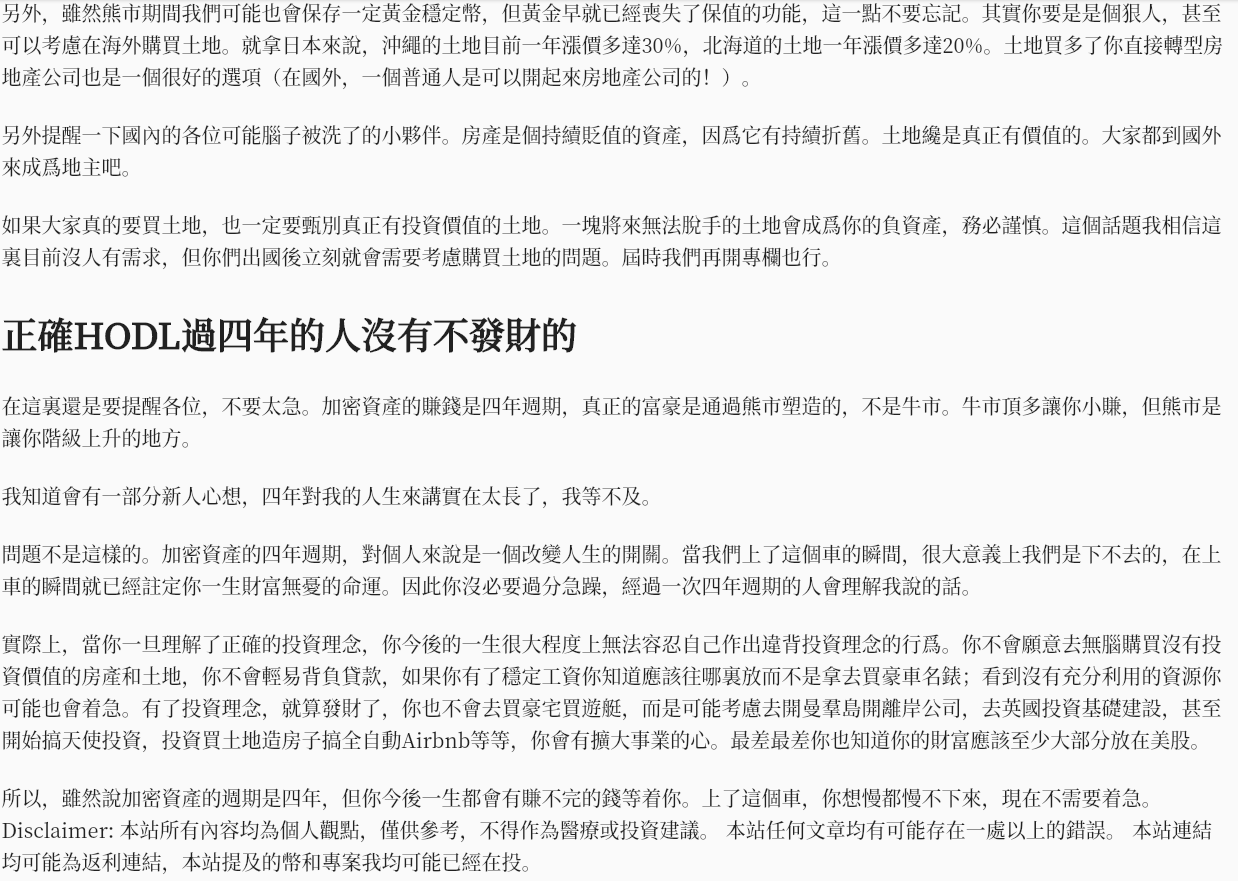 另外，雖然熊市期間我們可能也會保存一定黃金穩定幣，但黃金早就已經喪失了保值的功能，這一點不要忘記。其實你要是是個狠人，甚至
可以考慮在海外購買土地。就拿日本來說，沖繩的土地目前一年漲價多達30%，北海道的土地一年漲價多達20%。土地買多了你直接轉型房
地產公司也是一個很好的選項（在國外，一個普通人是可以開起來房地產公司的！）。
另外提醒一下國內的各位可能腦子被洗了的小夥伴。房產是個持續貶值的資產，因爲它有持續折舊。土地纔是真正有價值的。大家都到國外
來成爲地主吧。
如果大家真的要買土地，也一定要甄別真正有投資價值的土地。一塊將來無法脫手的土地會成爲你的負資產，務必謹慎。這個話題我相信這
裏目前沒人有需求，但你們出國後立刻就會需要考慮購買土地的問題。屆時我們再開專欄也行。
正確HODL過四年的人沒有不發財的
在這裏還是要提醒各位，不要太急。加密資產的賺錢是四年週期，真正的富豪是通過熊市塑造的，不是牛市。牛市頂多讓你小賺，但熊市是
讓你階級上升的地方。
我知道會有一部分新人心想，四年對我的人生來講實在太長了，我等不及。
問題不是這樣的。加密資產的四年週期，對個人來說是一個改變人生的開關。當我們上了這個車的瞬間，很大意義上我們是下不去的，在上
車的瞬間就已經註定你一生財富無憂的命運。因此你沒必要過分急躁，經過一次四年週期的人會理解我說的話。
實際上，當你一旦理解了正確的投資理念，你今後的一生很大程度上無法容忍自己作出違背投資理念的行爲。你不會願意去無腦購買沒有投
資價值的房產和土地，你不會輕易背負貸款，如果你有了穩定工資你知道應該往哪裏放而不是拿去買豪車名錶；看到沒有充分利用的資源你
可能也會着急。有了投資理念，就算發財了，你也不會去買豪宅買遊艇，而是可能考慮去開曼羣島開離岸公司，去英國投資基礎建設，甚至
開始搞天使投資，投資買土地造房子搞全自動Airbnb等等，你會有擴大事業的心。最差最差你也知道你的財富應該至少大部分放在美股。
所以，雖然說加密資產的週期是四年，但你今後一生都會有賺不完的錢等着你。上了這個車，你想慢都慢不下來，現在不需要着急。
Disclaimer: 本站所有內容均為個人觀點，僅供參考，不得作為醫療或投資建議。 本站任何文章均有可能存在一處以上的錯誤。 本站連結
均可能為返利連結，本站提及的幣和專案我均可能已經在投。